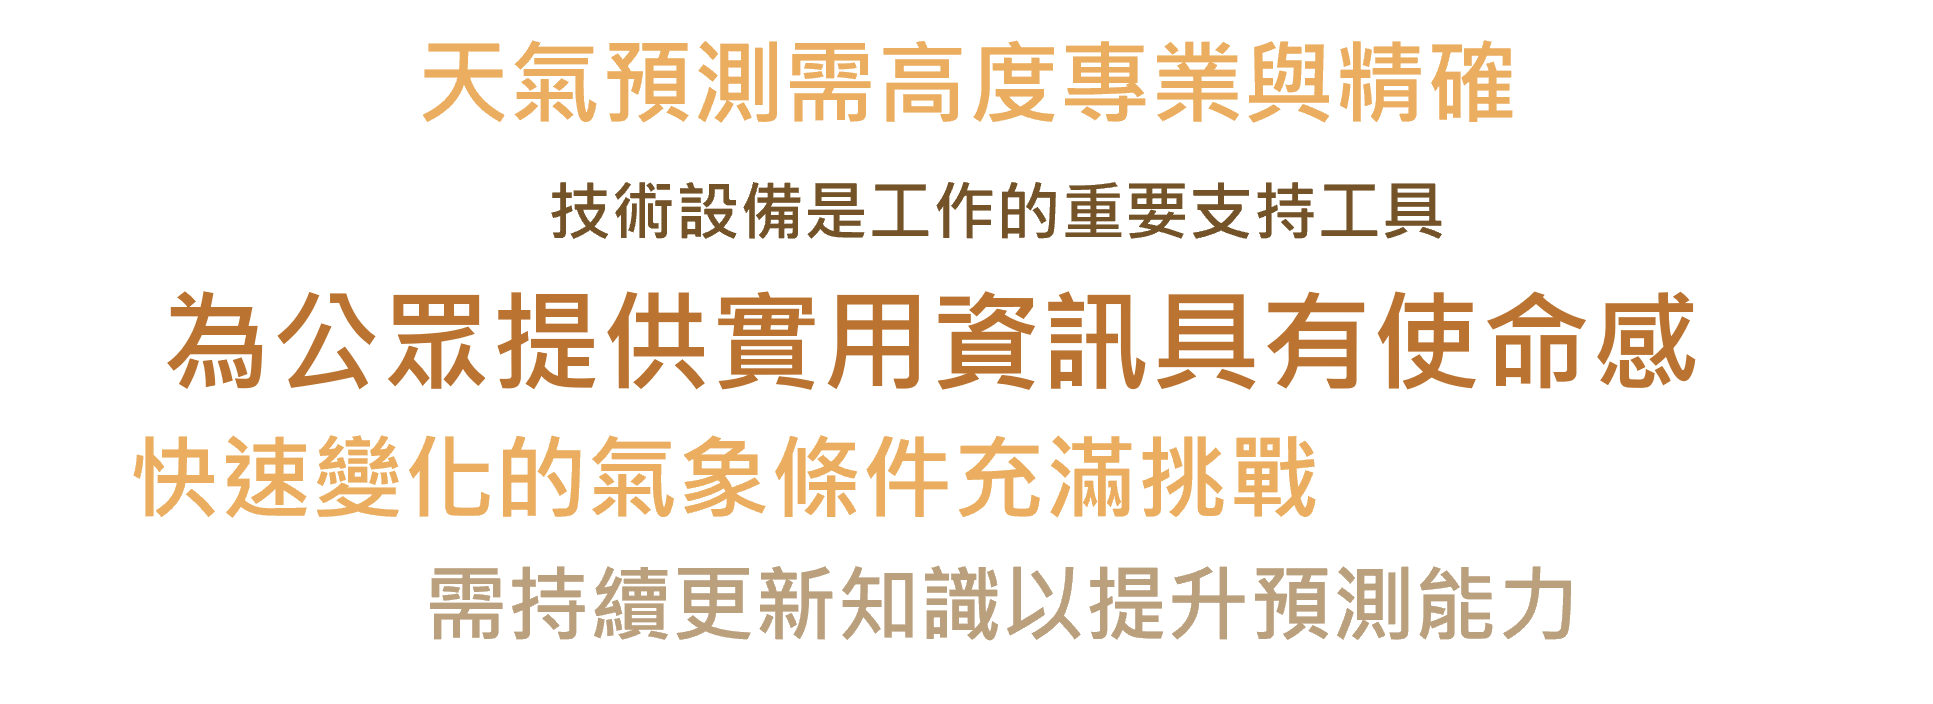 天氣預測需高度專業與精確
技術設備是工作的重要支持工具
為公眾提供實用資訊具有使命感
快速變化的氣象條件充滿挑戰
需持續更新知識以提升預測能力